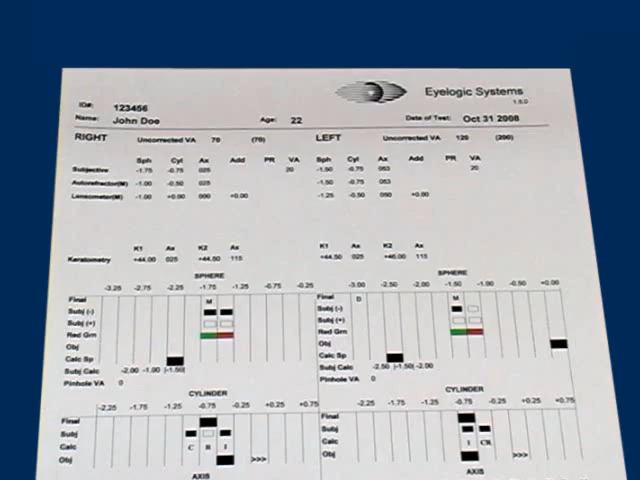 Eyelogic Systems
1.5.0
ID#: 123456
Name: John Doe Age: 22 Date of Test: Oct 31 2008
RIGHT Uncorrected VA 70 (70) LEFT Uncorrected VA 120 (200)
Sph Cyl Ax Add PR VA Sph Cyl Ax Add PR VA
Subjective -1.75 -0.75 025 20 -1.50 -0.75 053 20
Autorefractor(M) -1.00 -0.50 025 -1.50 -0.75 053
Lensometer(M) -1.00 +0.00 000 +0.00 -1.25 -0.50 050 +0.00
K1 Ax K2 Ax K1 Ax K2 Ax
Keratometry +44.00 025 +44.50 115 +44.50 025 +46.00 115
SPHERE SPHERE
-3.25 -2.75 -2.25 -1.75 -1.25 -0.75 -0.25 -3.00 -2.50 -2.00 -1.50 -1.00 -0.50 +0.00
Final M Final D M
Subj (-) Subj (-)
Subj (+) Subj (+)
Red Grn Red Grn
Obj Obj
Calc Sp Calc Sp
Subj Calc -2.00 -1.00 |-1.50| Subj Calc -2.50 |-1.50| -2.00
Pinhole VA 0 Pinhole VA 0
CYLINDER CYLINDER
-2.25 -1.75 -1.25 -0.75 -0.25 +0.25 +0.75 -2.25 -1.75 -1.25 -0.75 -0.25 +0.25 +0.75
Final Final
Subj Subj
Calc C R I Calc I CR
Obj >>> Obj >>>
AXIS AXIS